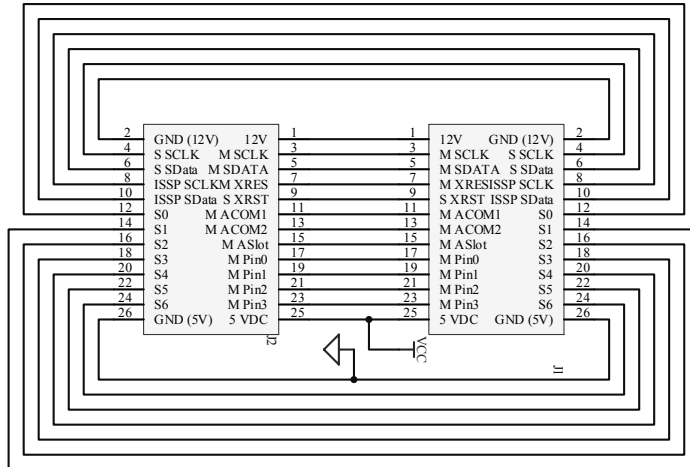 2 GND (12V) 12V 1 1 12V GND (12V) 2
4 S SCLK M SCLK 3 3 M SCLK S SCLK 4
6 S SData M SDATA 5 5 M SDATA S SData 6
8 ISSP SCLK M XRES 7 7 M XRES ISSP SCLK 8
10 ISSP SData S XRST 9 9 S XRST ISSP SData 10
12 S0 M ACOM1 11 11 M ACOM1 S0 12
14 S1 M ACOM2 13 13 M ACOM2 S1 14
16 S2 M ASlot 15 15 M ASlot S2 16
18 S3 M Pin0 17 17 M Pin0 S3 18
20 S4 M Pin1 19 19 M Pin1 S4 20
22 S5 M Pin2 21 21 M Pin2 S5 22
24 S6 M Pin3 23 23 M Pin3 S6 24
26 GND (5V) 5 VDC 25 25 5 VDC GND (5V) 26
J2
VCC
J1